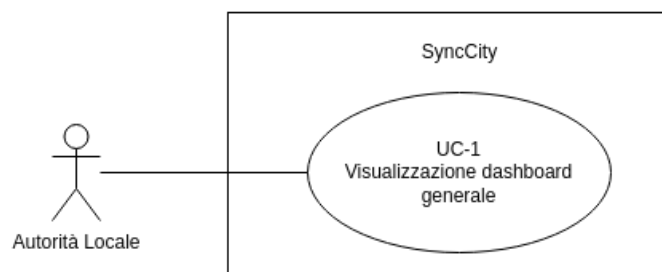 SyncCity
UC-1
Visualizzazione dashboard
generale
Autorità Locale